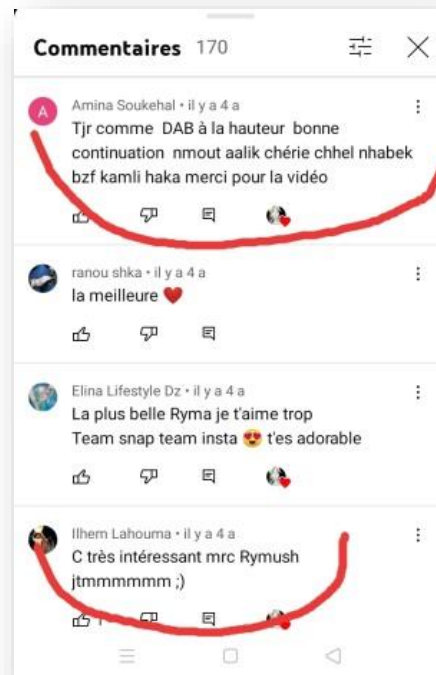 Commentaires 170
A
Amina Soukehal • il y a 4 a
Tjr comme DAB à la hauteur bonne
continuation nmout aalik chérie chhel nhabek
bzf kamli haka merci pour la vidéo
ranou shka • il y a 4 a
la meilleure ❤️
Elina Lifestyle Dz • il y a 4 a
La plus belle Ryma je t'aime trop
Team snap team insta 😍 t'es adorable
Ilhem Lahouma • il y a 4 a
C très intéressant mrc Rymush
jtmmmmmm ;)
1